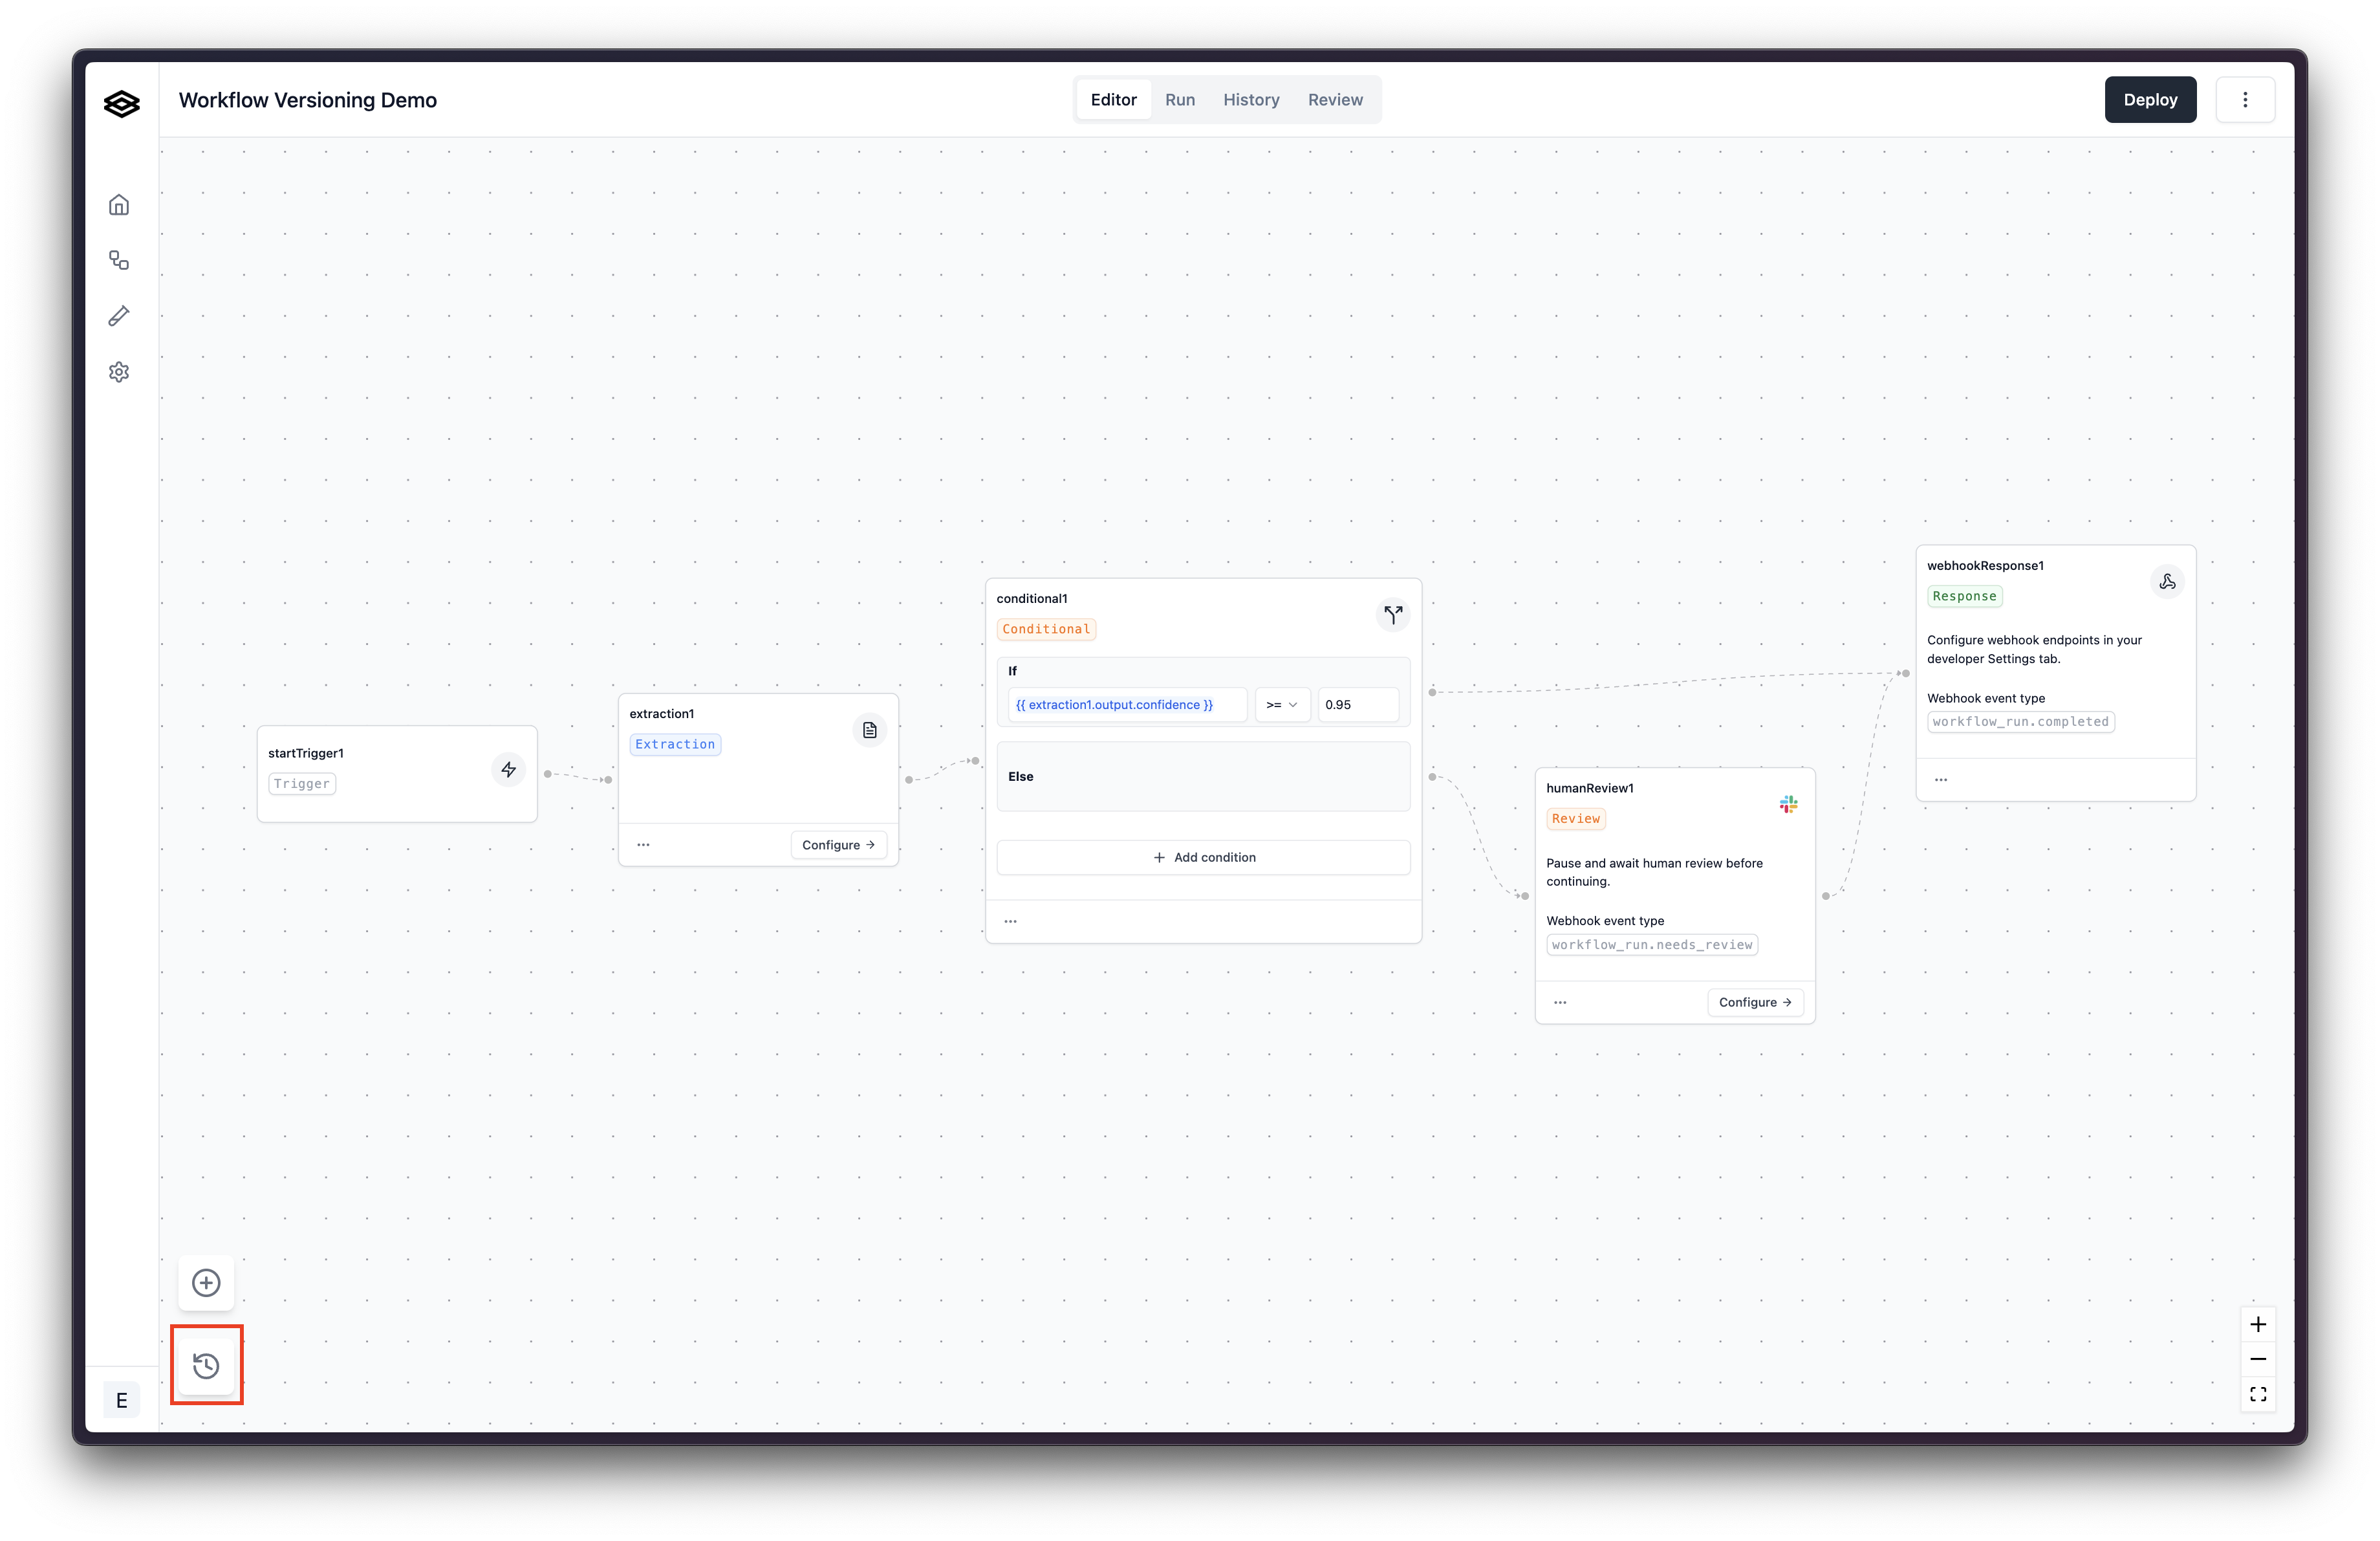 Workflow Versioning Demo
Editor
Run
History
Review
Deploy
startTrigger1
Trigger
extraction1
Extraction
Configure →
conditional1
Conditional
If
{{ extraction1.output.confidence }}
>=
0.95
Else
+ Add condition
humanReview1
Review
Pause and await human review before
continuing.
Webhook event type
workflow_run.needs_review
Configure →
webhookResponse1
Response
Configure webhook endpoints in your
developer Settings tab.
Webhook event type
workflow_run.completed
E